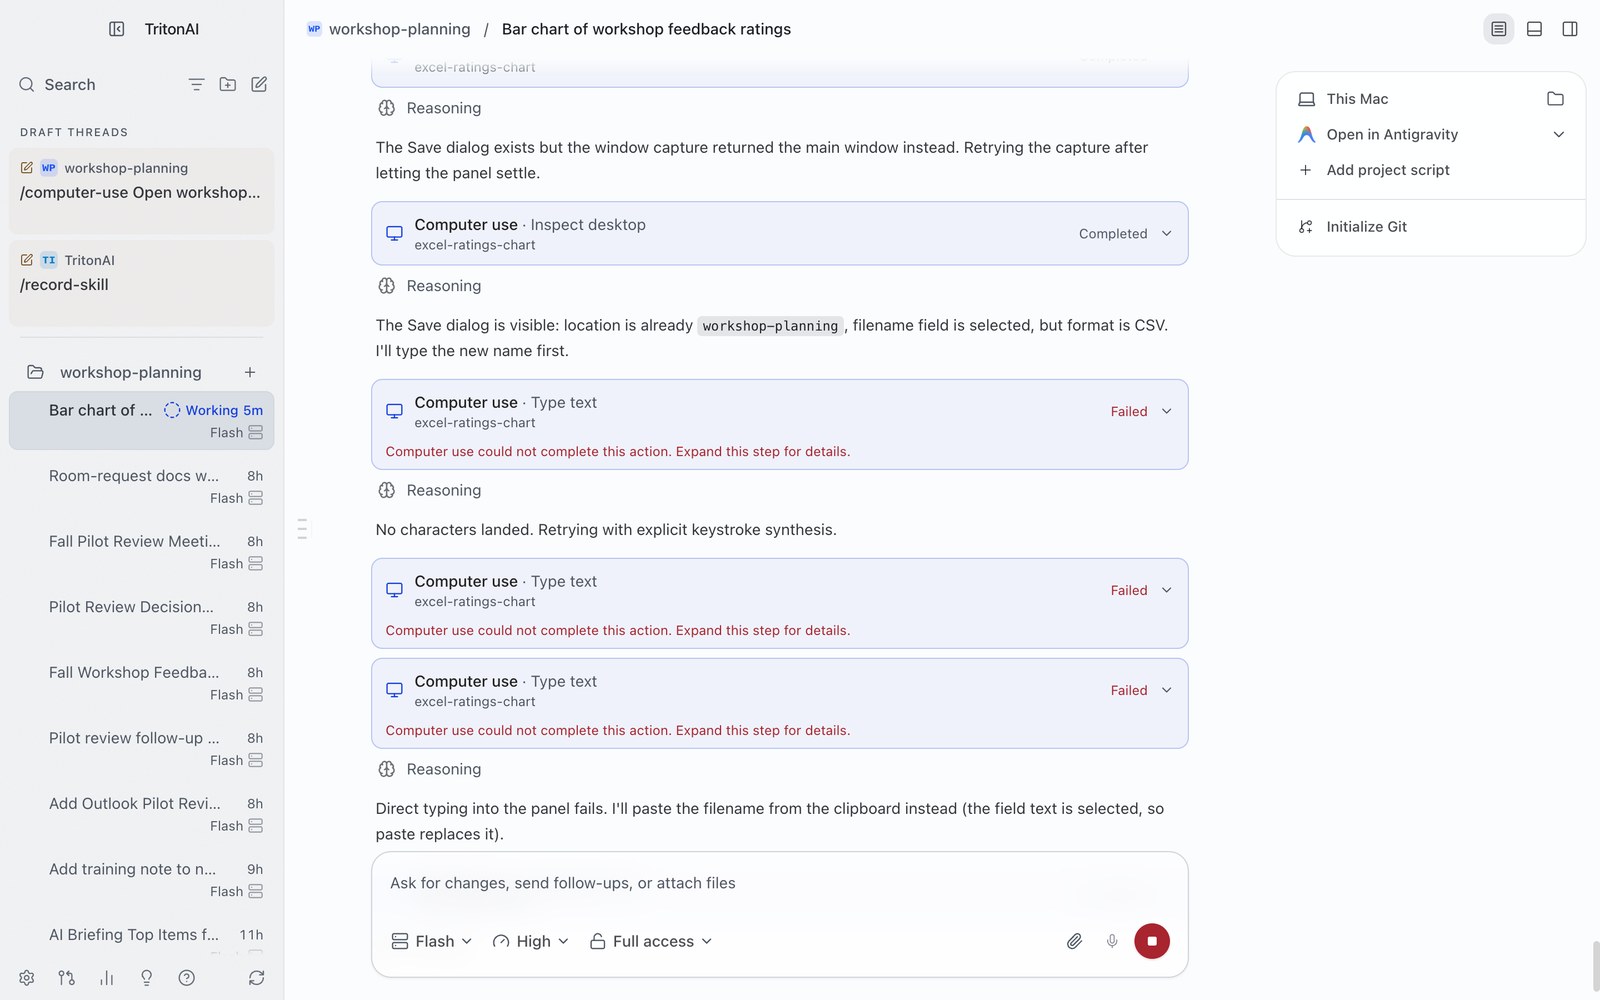 TritonAI
Search
DRAFT THREADS
WP workshop-planning
/computer-use Open workshop...
TI TritonAI
/record-skill
workshop-planning
Bar chart of ... Working 5m
Flash
Room-request docs w... 8h
Flash
Fall Pilot Review Meeti... 8h
Flash
Pilot Review Decision... 8h
Flash
Fall Workshop Feedba... 8h
Flash
Pilot review follow-up ... 8h
Flash
Add Outlook Pilot Revi... 8h
Flash
Add training note to n... 9h
Flash
AI Briefing Top Items f... 11h
WP workshop-planning / Bar chart of workshop feedback ratings
excel-ratings-chart Completed
Reasoning
The Save dialog exists but the window capture returned the main window instead. Retrying the capture after
letting the panel settle.
Computer use · Inspect desktop
excel-ratings-chart
Completed
Reasoning
The Save dialog is visible: location is already workshop-planning, filename field is selected, but format is CSV.
I'll type the new name first.
Computer use · Type text
excel-ratings-chart
Failed
Computer use could not complete this action. Expand this step for details.
Reasoning
No characters landed. Retrying with explicit keystroke synthesis.
Computer use · Type text
excel-ratings-chart
Failed
Computer use could not complete this action. Expand this step for details.
Computer use · Type text
excel-ratings-chart
Failed
Computer use could not complete this action. Expand this step for details.
Reasoning
Direct typing into the panel fails. I'll paste the filename from the clipboard instead (the field text is selected, so
paste replaces it).
Ask for changes, send follow-ups, or attach files
Flash High Full access
This Mac
Open in Antigravity
Add project script
Initialize Git